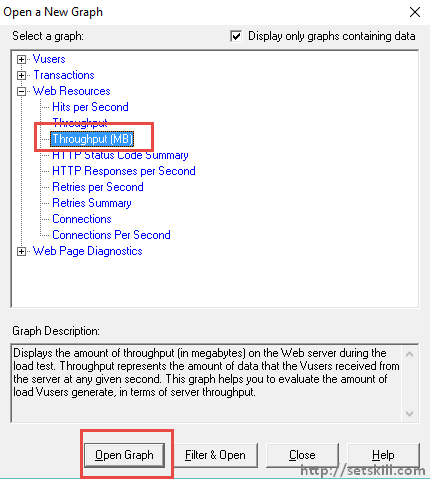 Open a New Graph
Select a graph:
Display only graphs containing data
Vusers
Transactions
Web Resources
Hits per Second
Throughput
Throughput (MB)
HTTP Status Code Summary
HTTP Responses per Second
Retries per Second
Retries Summary
Connections
Connections Per Second
Web Page Diagnostics
Graph Description:
Displays the amount of throughput (in megabytes) on the Web server during the
load test. Throughput represents the amount of data that the Vusers received from
the server at any given second. This graph helps you to evaluate the amount of
load Vusers generate, in terms of server throughput.
Open Graph
Filter & Open
Close
Help
http://setskill.com